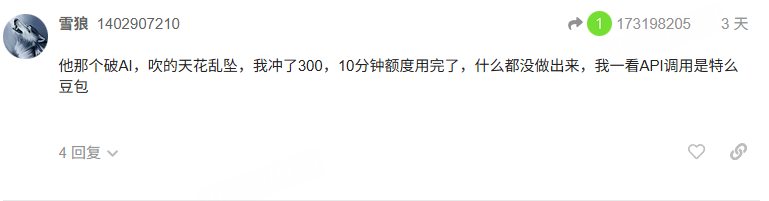 雪狼 1402907210 1 173198205 3 天
他那个破AI，吹的天花乱坠，我冲了300，10分钟额度用完了，什么都没做出来，我一看API调用是特么
豆包
4 回复